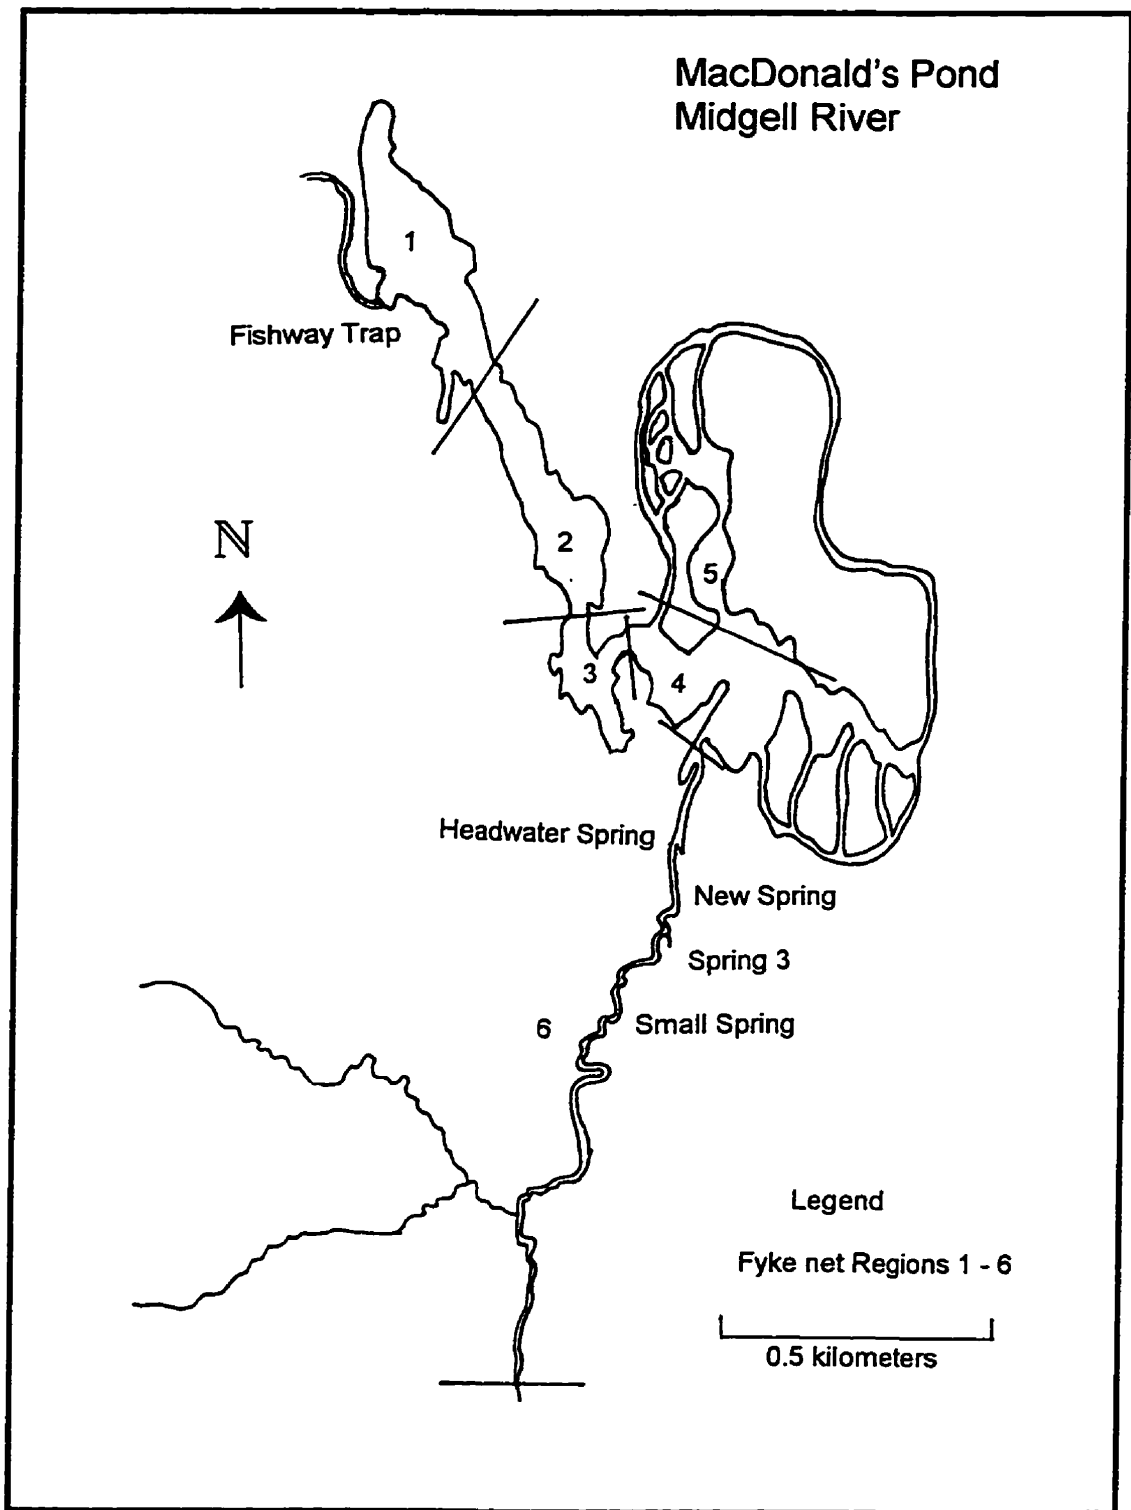 MacDonald's Pond
Midgell River
1
Fishway Trap
2
N
5
3
4
Headwater Spring
New Spring
Spring 3
6
Small Spring
Legend
Fyke net Regions 1 - 6
0.5 kilometers